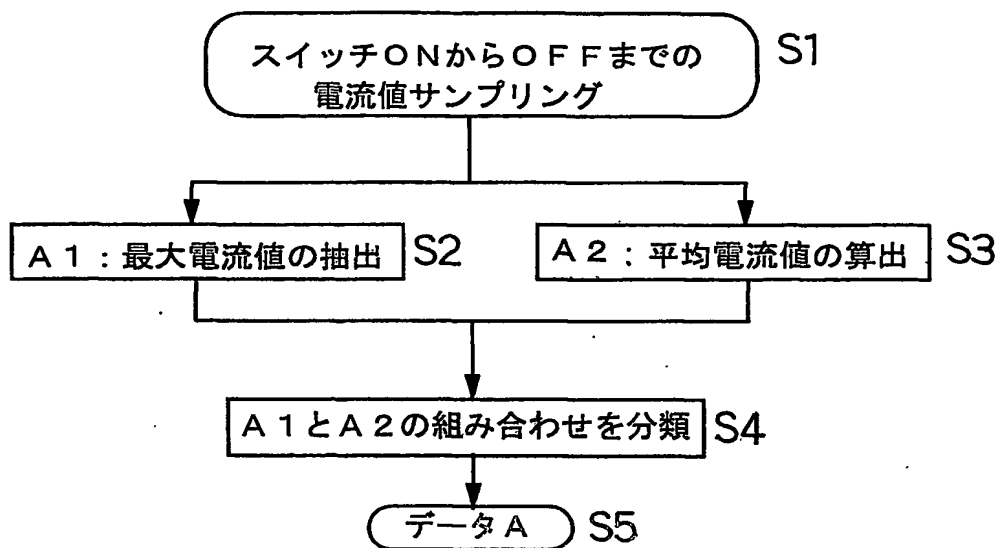 スイッチONからOFFまでの S1
電流値サンプリング
A1:最大電流値の抽出 S2
A2:平均電流値の算出 S3
A1とA2の組み合わせを分類 S4
データA S5